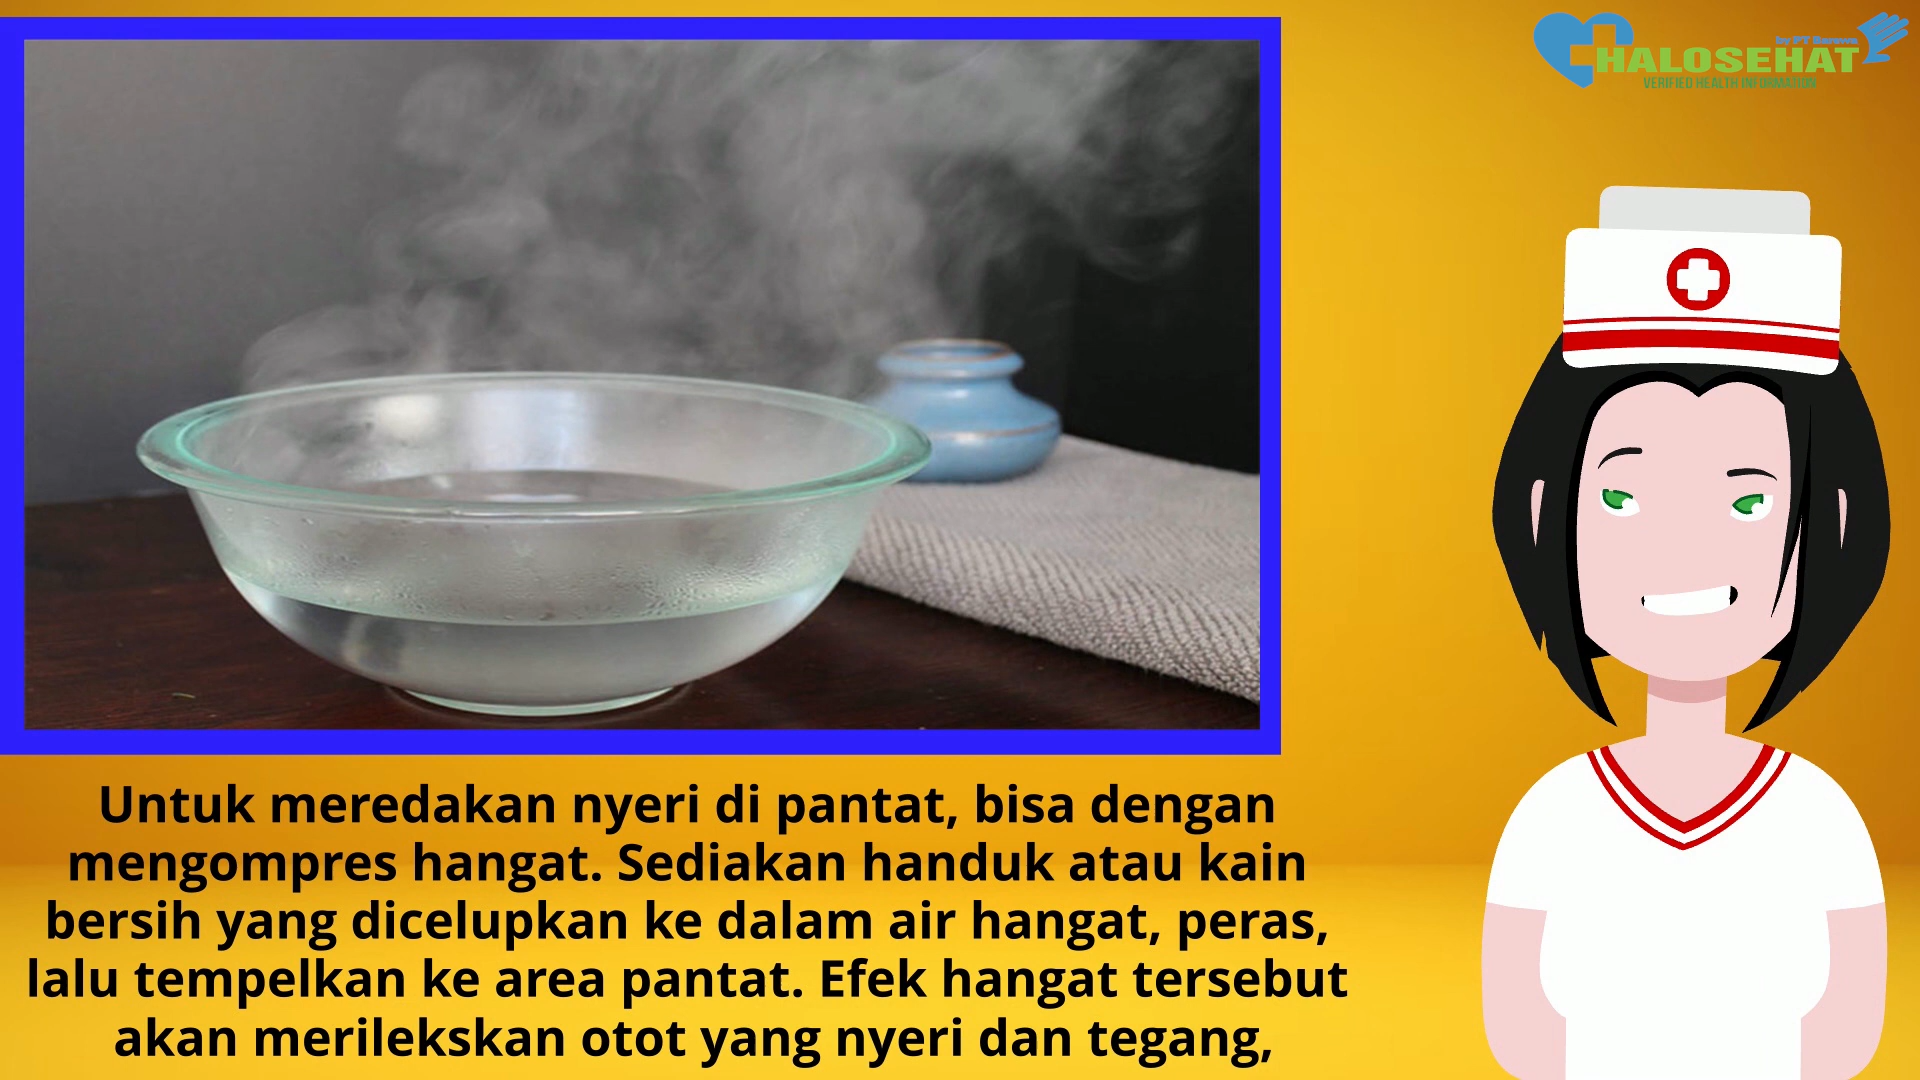 HALOSEHAT
VERIFIED HEALTH INFORMATION
Untuk meredakan nyeri di pantat, bisa dengan
mengompres hangat. Sediakan handuk atau kain
bersih yang dicelupkan ke dalam air hangat, peras,
lalu tempelkan ke area pantat. Efek hangat tersebut
akan merilekskan otot yang nyeri dan tegang,